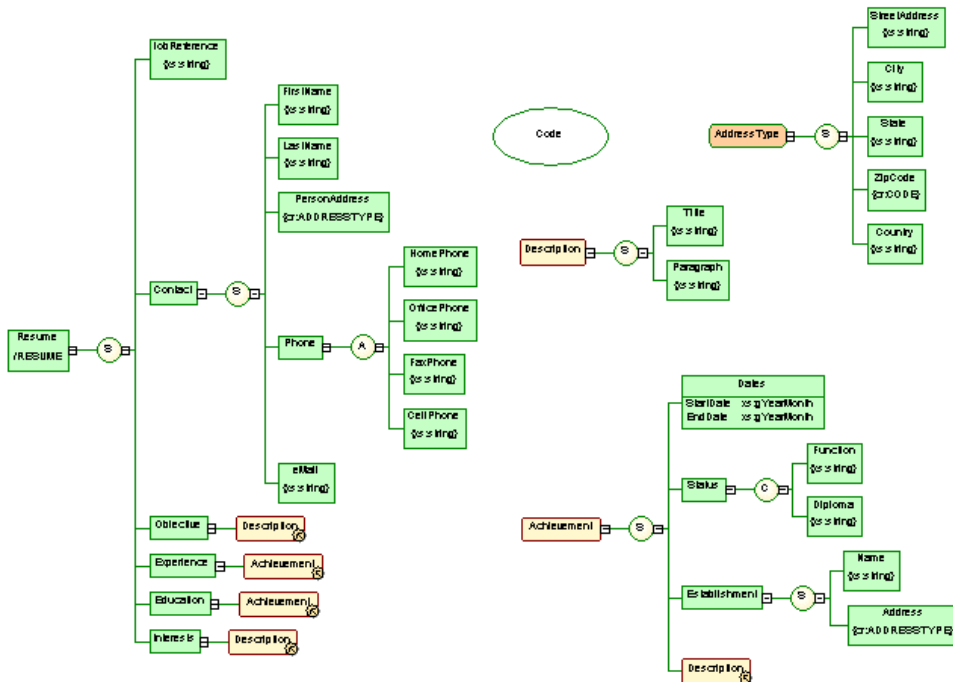 JobReference
{xs:string}
FirstName
{xs:string}
LastName
{xs:string}
PersonAddress
{cr:ADDRESSTYPE}
Contact
S
HomePhone
{xs:string}
OfficePhone
{xs:string}
Phone
A
FaxPhone
{xs:string}
CellPhone
{xs:string}
eMail
{xs:string}
Resume
/RESUME
S
Objective
Description
Experience
Achievement
Education
Achievement
Interests
Description
Code
AddressType
S
StreetAddress
{xs:string}
City
{xs:string}
State
{xs:string}
ZipCode
{cr:CODE}
Country
{xs:string}
Description
S
Title
{xs:string}
Paragraph
{xs:string}
Achievement
S
Dates
StartDate xs:gYearMonth
EndDate xs:gYearMonth
Status
C
Function
{xs:string}
Diploma
{xs:string}
Establishment
S
Name
{xs:string}
Address
{cr:ADDRESSTYPE}
Description